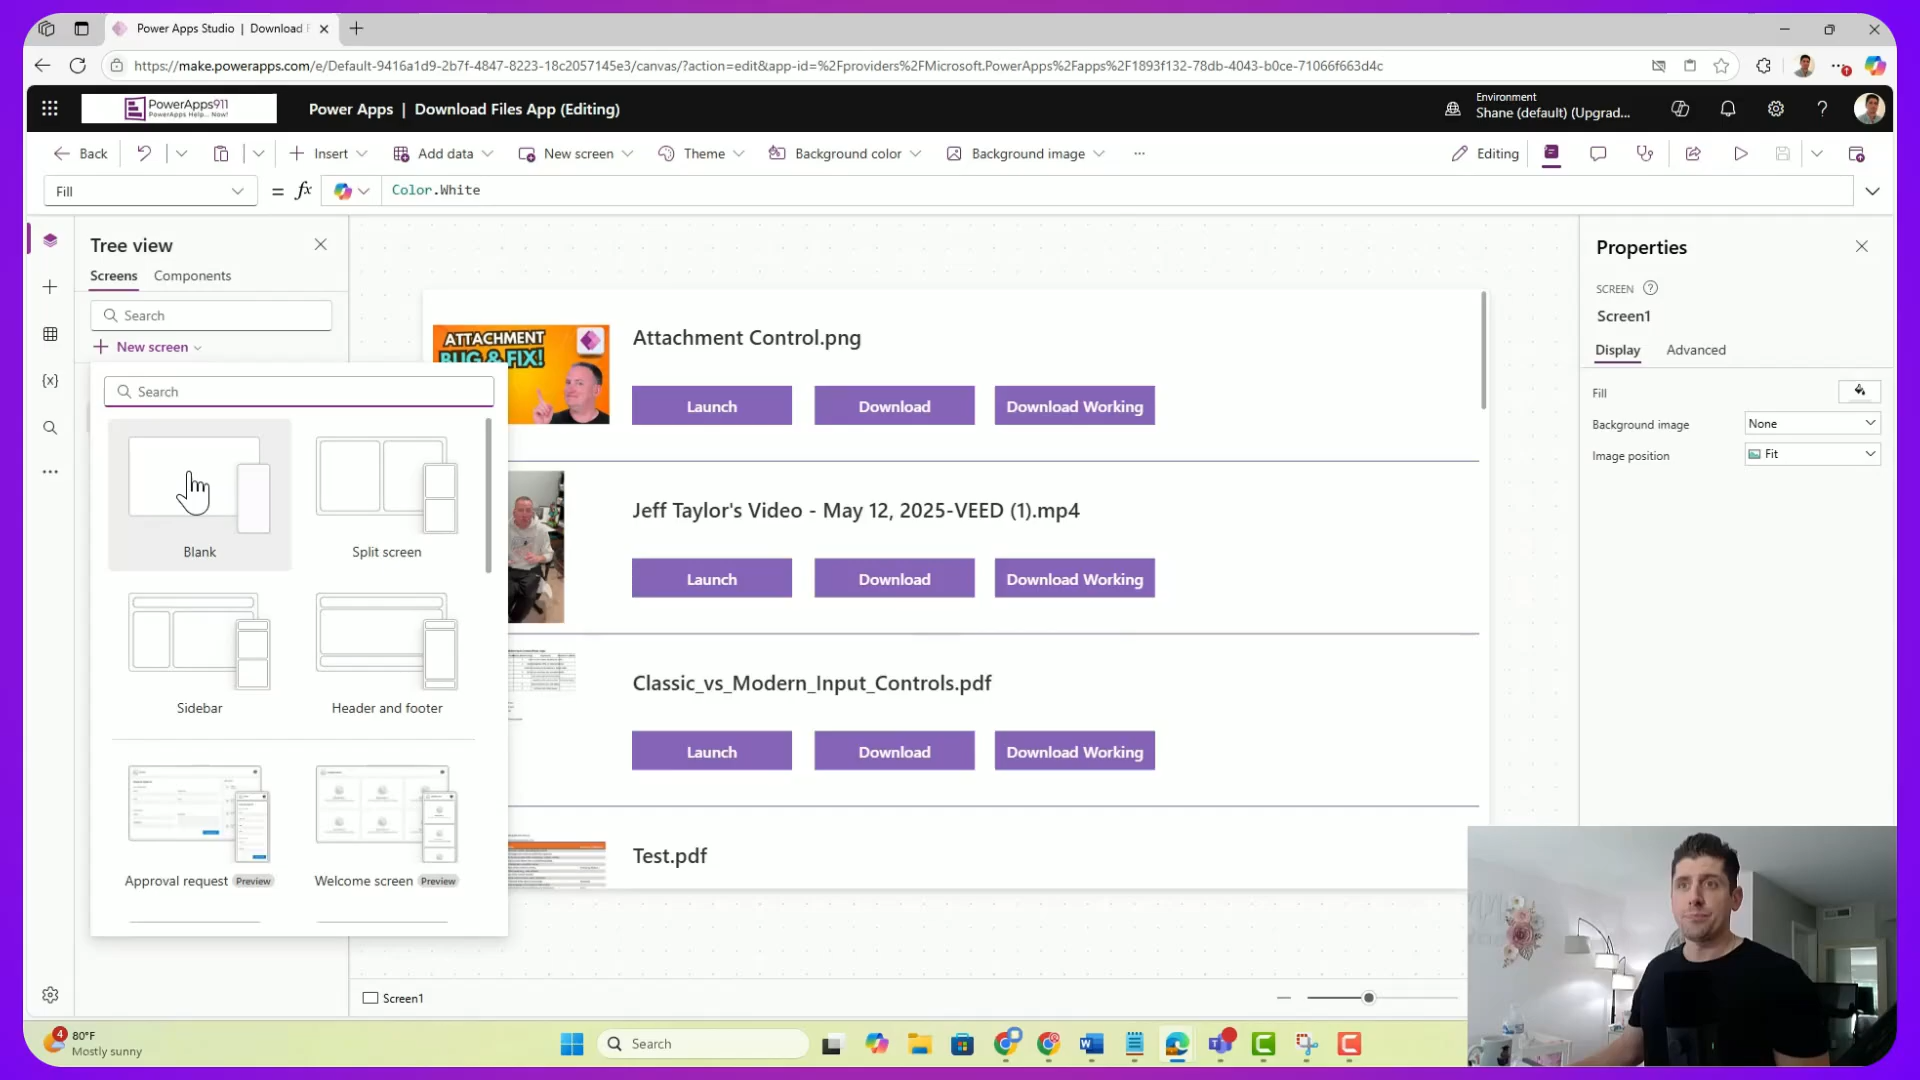 Power Apps Studio | Download F
https://make.powerapps.com/e/Default-9416a1d9-2b7f-4847-8223-18c2057145e3/canvas/?action=edit&app-id=%2Fproviders%2FMicrosoft.PowerApps%2Fapps%2F1893f132-78db-4043-b0ce-71066f663d4c
PowerApps911
PowerApps Help... Now!
Power Apps | Download Files App (Editing)
Environment
Shane (default) (Upgrad...
Back
Insert
Add data
New screen
Theme
Background color
Background image
Editing
Fill
= fx
Color.White
Tree view
Screens
Components
Search
New screen
Search
Blank
Split screen
Sidebar
Header and footer
Approval request Preview
Welcome screen Preview
ATTACHMENT
BUG & FIX!
Attachment Control.png
Launch
Download
Download Working
Jeff Taylor's Video - May 12, 2025-VEED (1).mp4
Launch
Download
Download Working
Classic_vs_Modern_Input_Controls.pdf
Launch
Download
Download Working
Test.pdf
Properties
SCREEN
Screen1
Display
Advanced
Fill
Background image
None
Image position
Fit
Screen1
4
80°F
Mostly sunny
Search